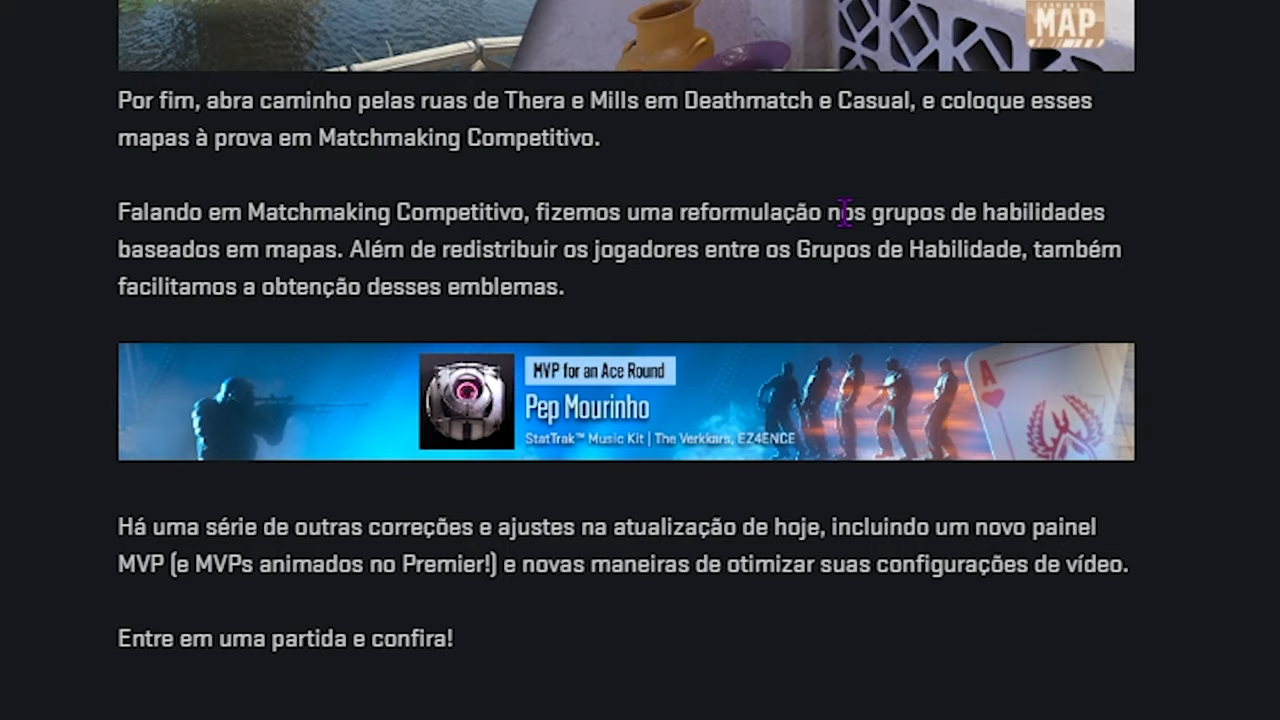 COMMUNITY
MAP
Por fim, abra caminho pelas ruas de Thera e Mills em Deathmatch e Casual, e coloque esses
mapas à prova em Matchmaking Competitivo.
Falando em Matchmaking Competitivo, fizemos uma reformulação nos grupos de habilidades
baseados em mapas. Além de redistribuir os jogadores entre os Grupos de Habilidade, também
facilitamos a obtenção desses emblemas.
MVP for an Ace Round
Pep Mourinho
StatTrak™ Music Kit | The Verkkars, EZ4ENCE
A
Há uma série de outras correções e ajustes na atualização de hoje, incluindo um novo painel
MVP (e MVPs animados no Premier!) e novas maneiras de otimizar suas configurações de vídeo.
Entre em uma partida e confira!